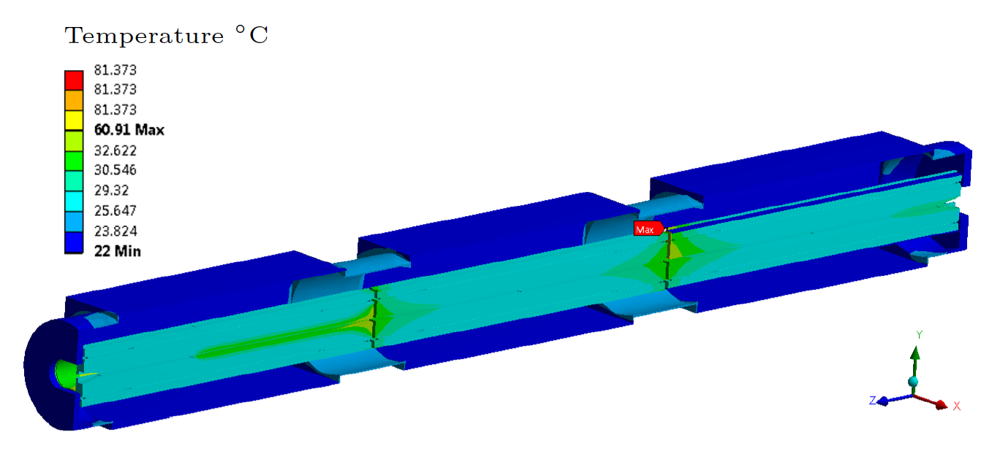 Temperature °C
81.373
81.373
81.373
60.91 Max
32.622
30.546
29.32
25.647
23.824
22 Min
Max
Y
Z
X